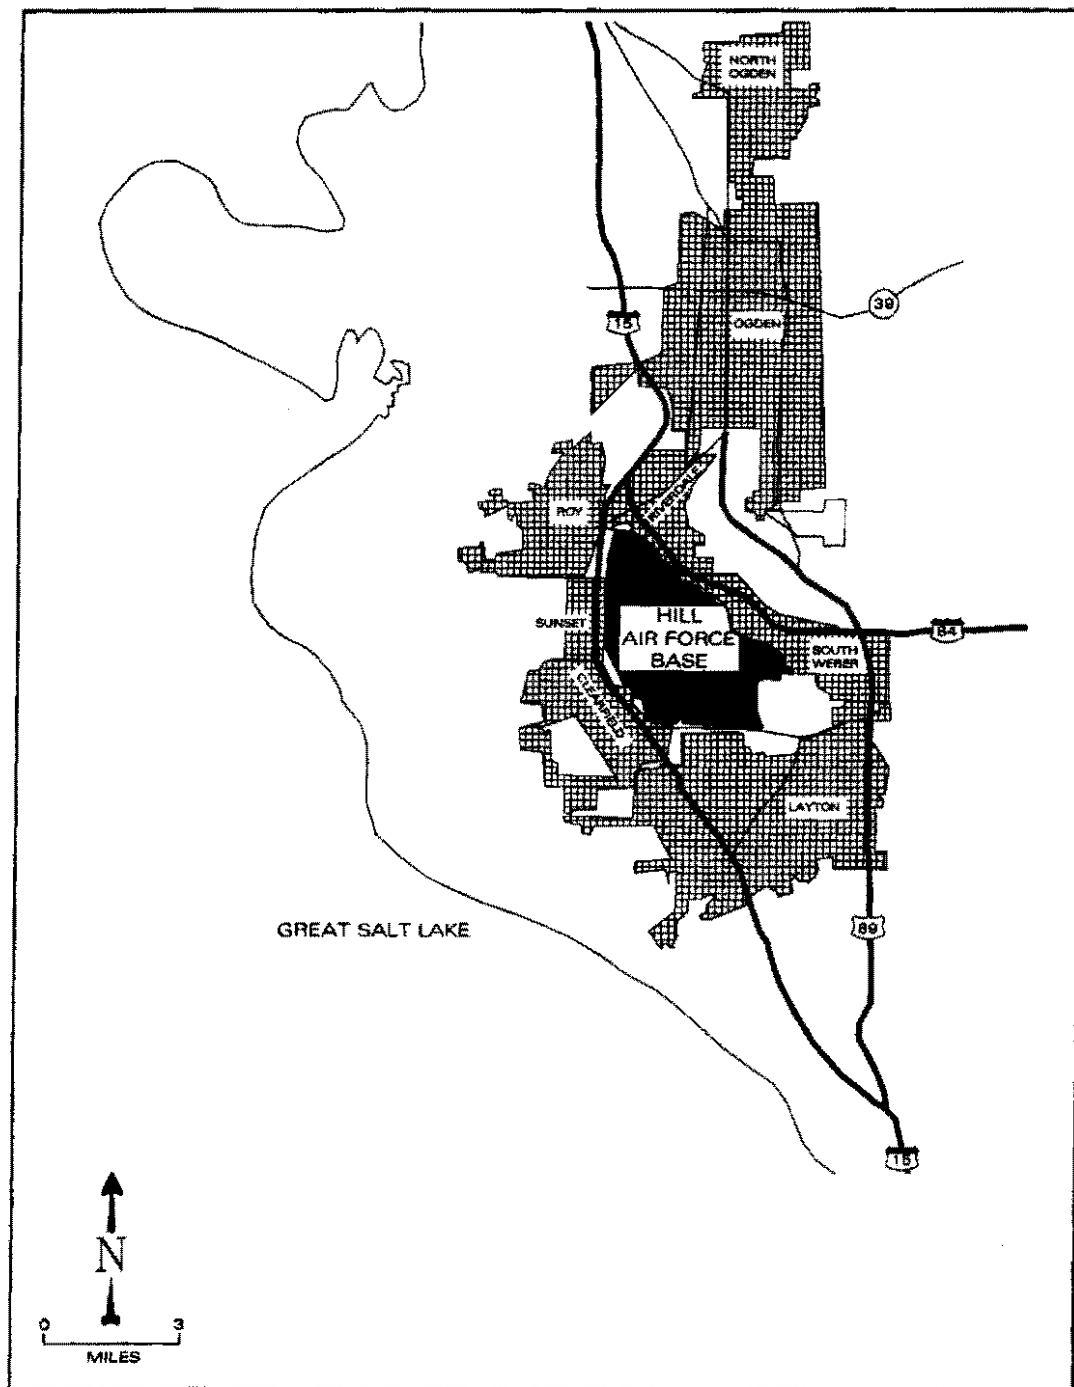 NORTH
OGDEN
39
15
OGDEN
RIVERDALE
ROY
HILL
AIR FORCE
BASE
SUNSET
84
SOUTH
WEBER
CLEARFIELD
LAYTON
GREAT SALT LAKE
89
15
N
0 3
MILES